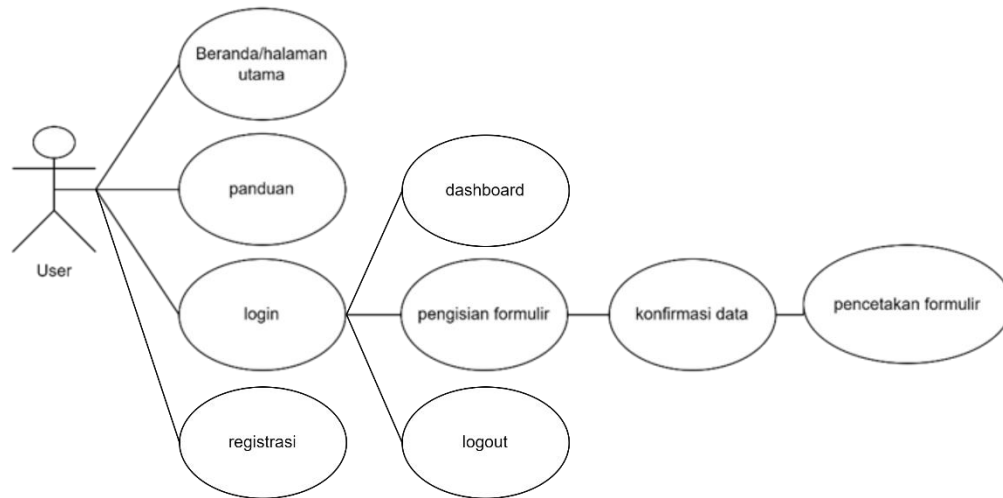 Beranda/halaman
utama
panduan
User
login
registrasi
dashboard
pengisian formulir
logout
konfirmasi data
pencetakan formulir